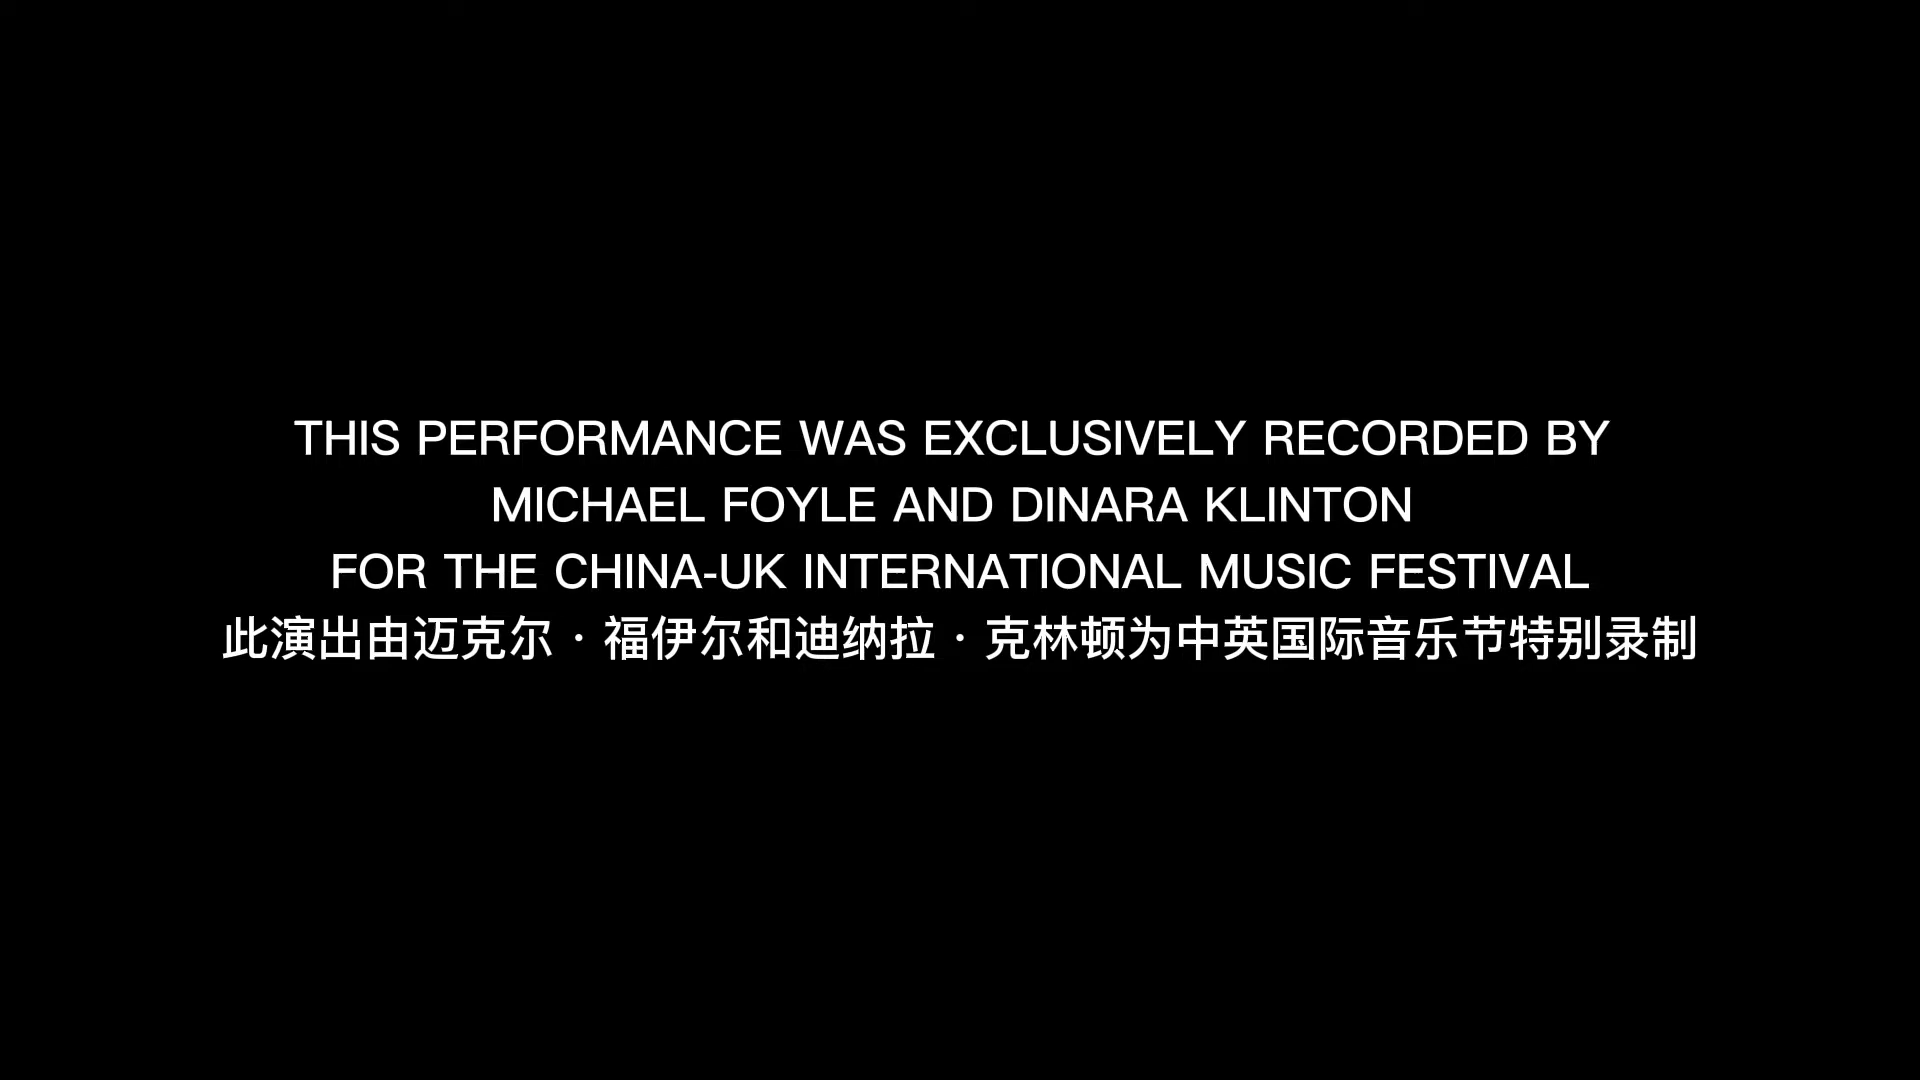 THIS PERFORMANCE WAS EXCLUSIVELY RECORDED BY
MICHAEL FOYLE AND DINARA KLINTON
FOR THE CHINA-UK INTERNATIONAL MUSIC FESTIVAL
此演出由迈克尔·福伊尔和迪纳拉·克林顿为中英国际音乐节特别录制